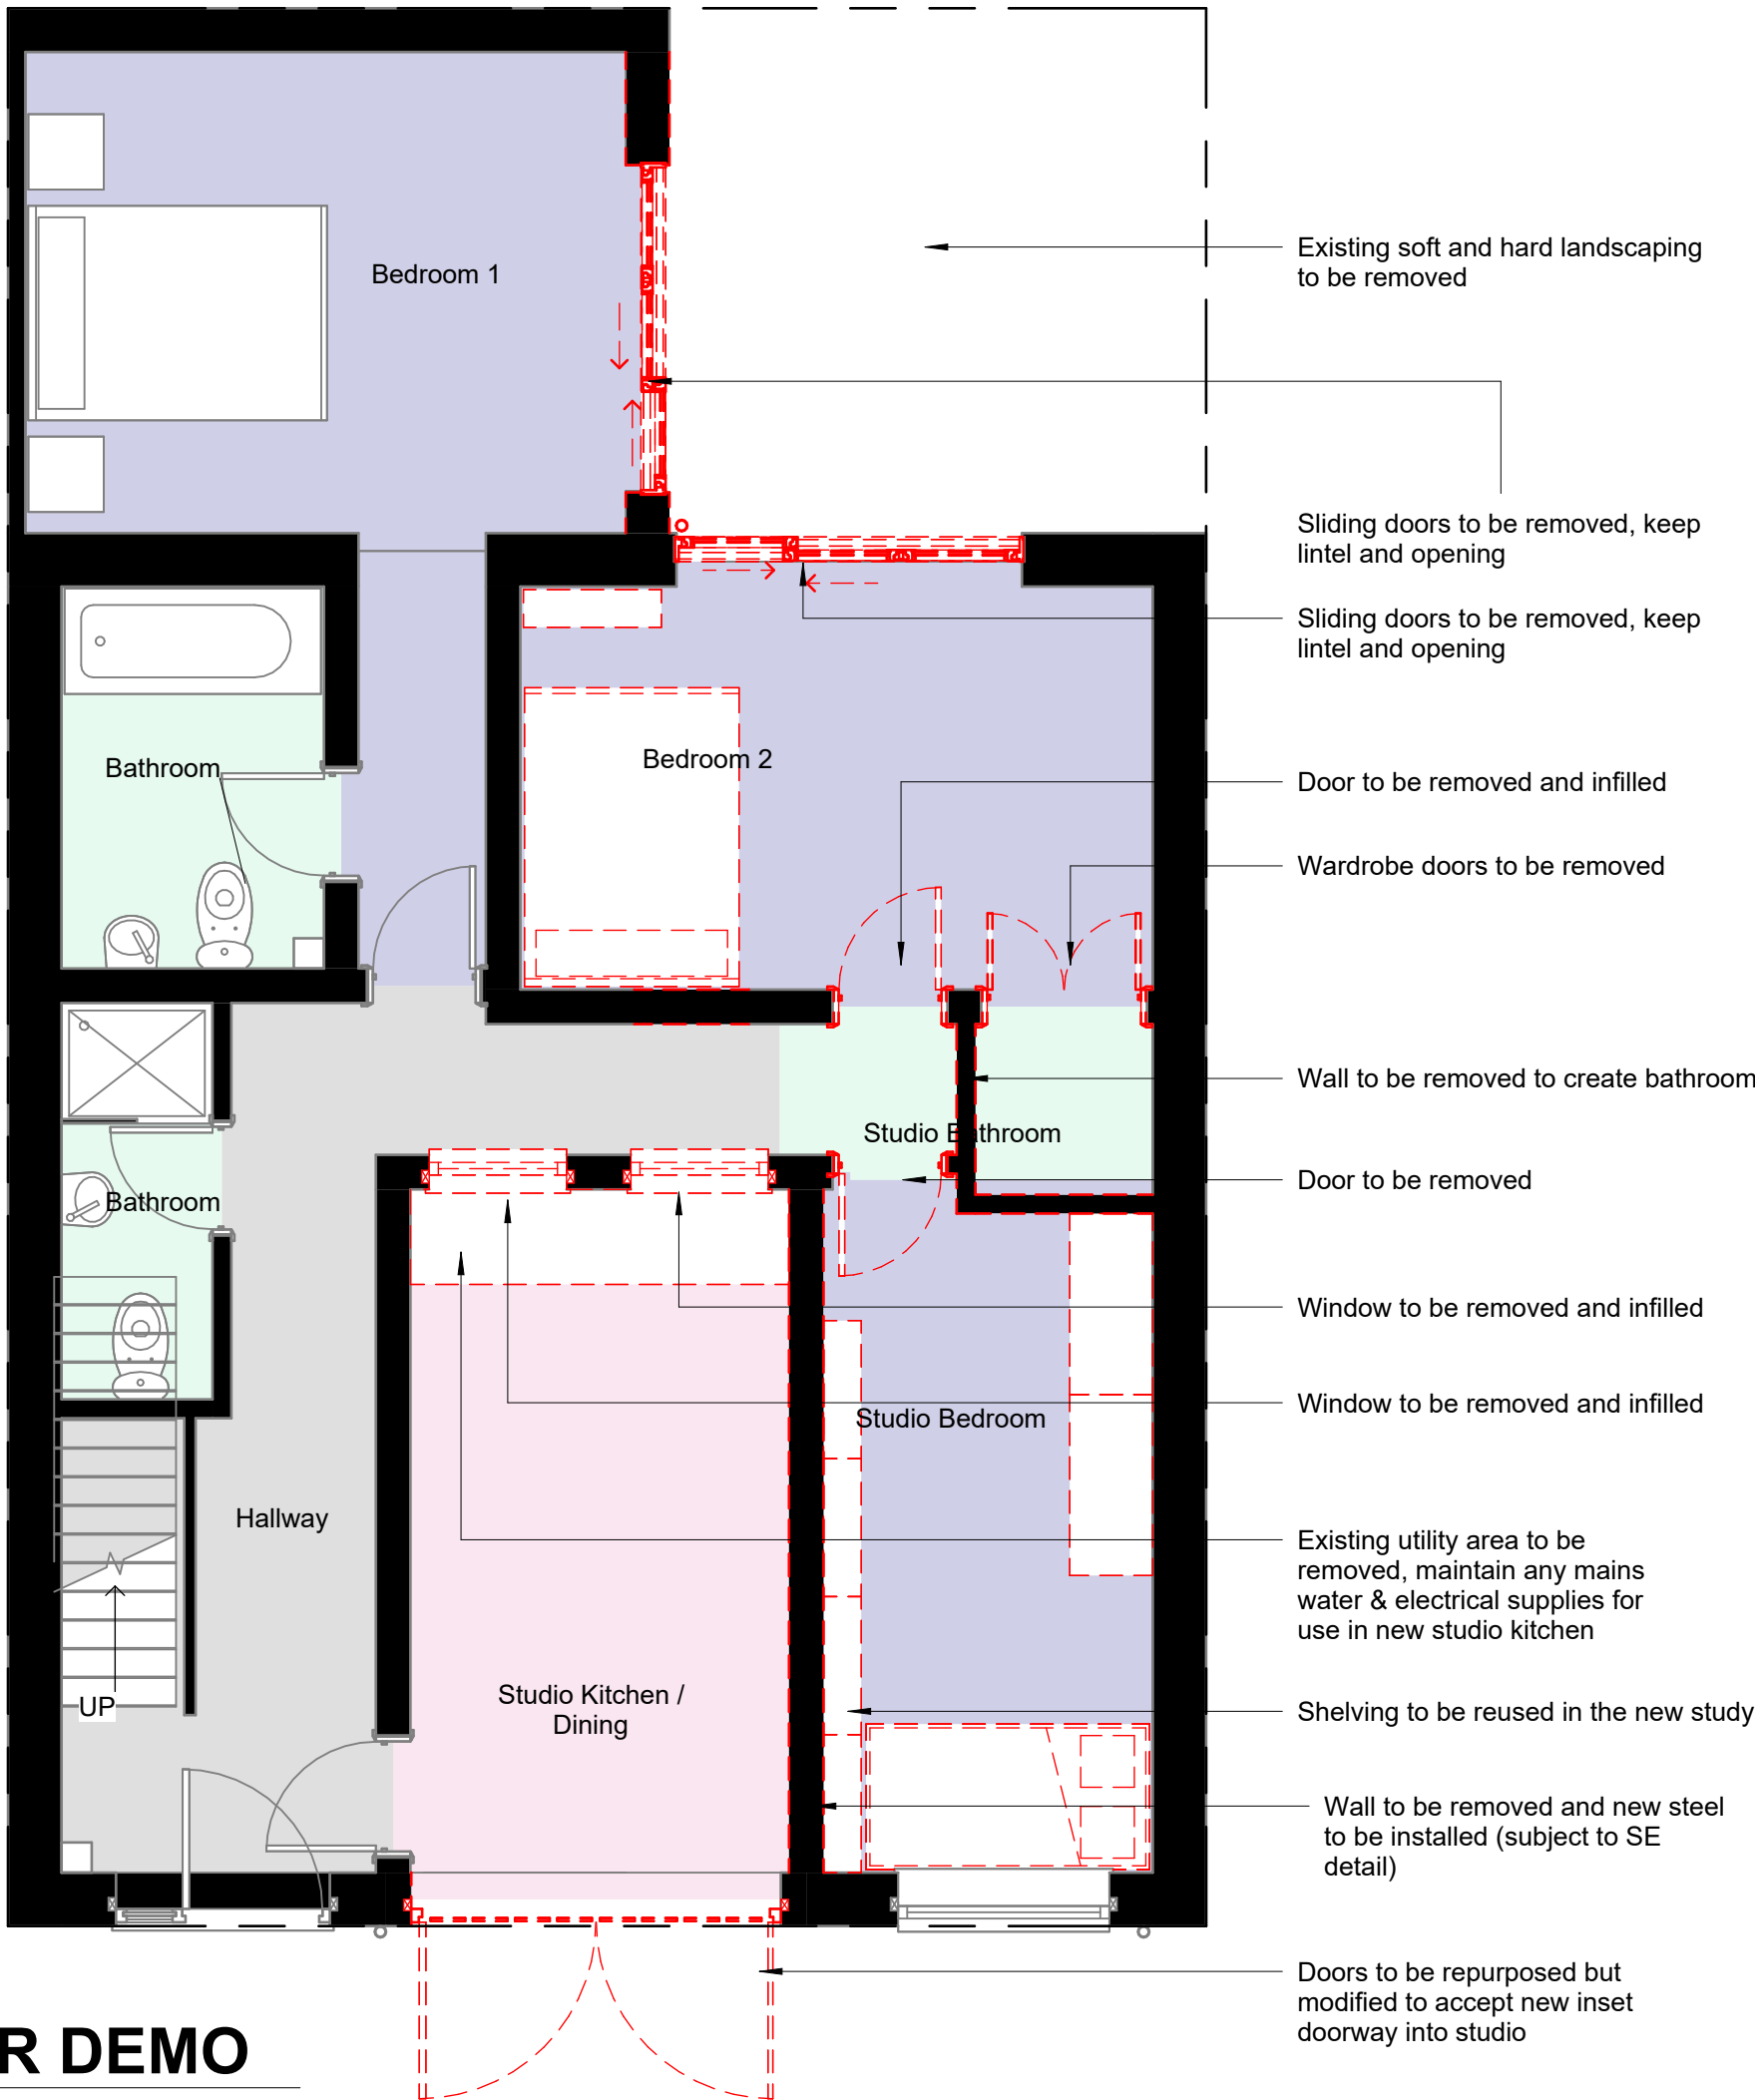 Bedroom 1
Existing soft and hard landscaping
to be removed
Sliding doors to be removed, keep
lintel and opening
Sliding doors to be removed, keep
lintel and opening
Bathroom
Bedroom 2
Door to be removed and infilled
Wardrobe doors to be removed
Wall to be removed to create bathroom
Studio Bathroom
Door to be removed
Bathroom
Window to be removed and infilled
Window to be removed and infilled
Studio Bedroom
Hallway
Existing utility area to be
removed, maintain any mains
water & electrical supplies for
use in new studio kitchen
Studio Kitchen /
Dining
UP
Shelving to be reused in the new study
Wall to be removed and new steel
to be installed (subject to SE
detail)
Doors to be repurposed but
modified to accept new inset
doorway into studio
R DEMO